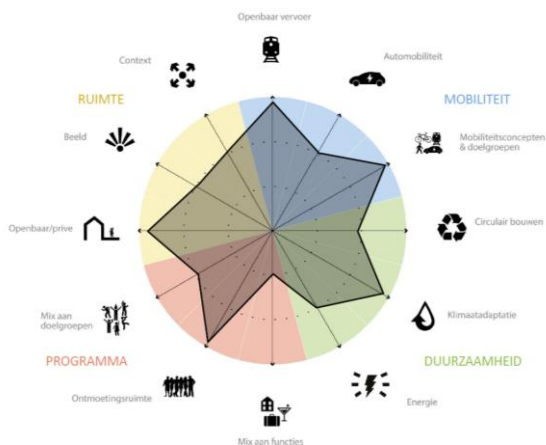 Openbaar vervoer
Context
Automobiliteit
RUIMTE
MOBILITEIT
Beeld
Mobiliteitsconcepten
& doelgroepen
Openbaar/prive
Circulair bouwen
Mix aan
doelgroepen
Klimaatadaptatie
PROGRAMMA
DUURZAAMHEID
Ontmoetingsruimte
Energie
Mix aan functies